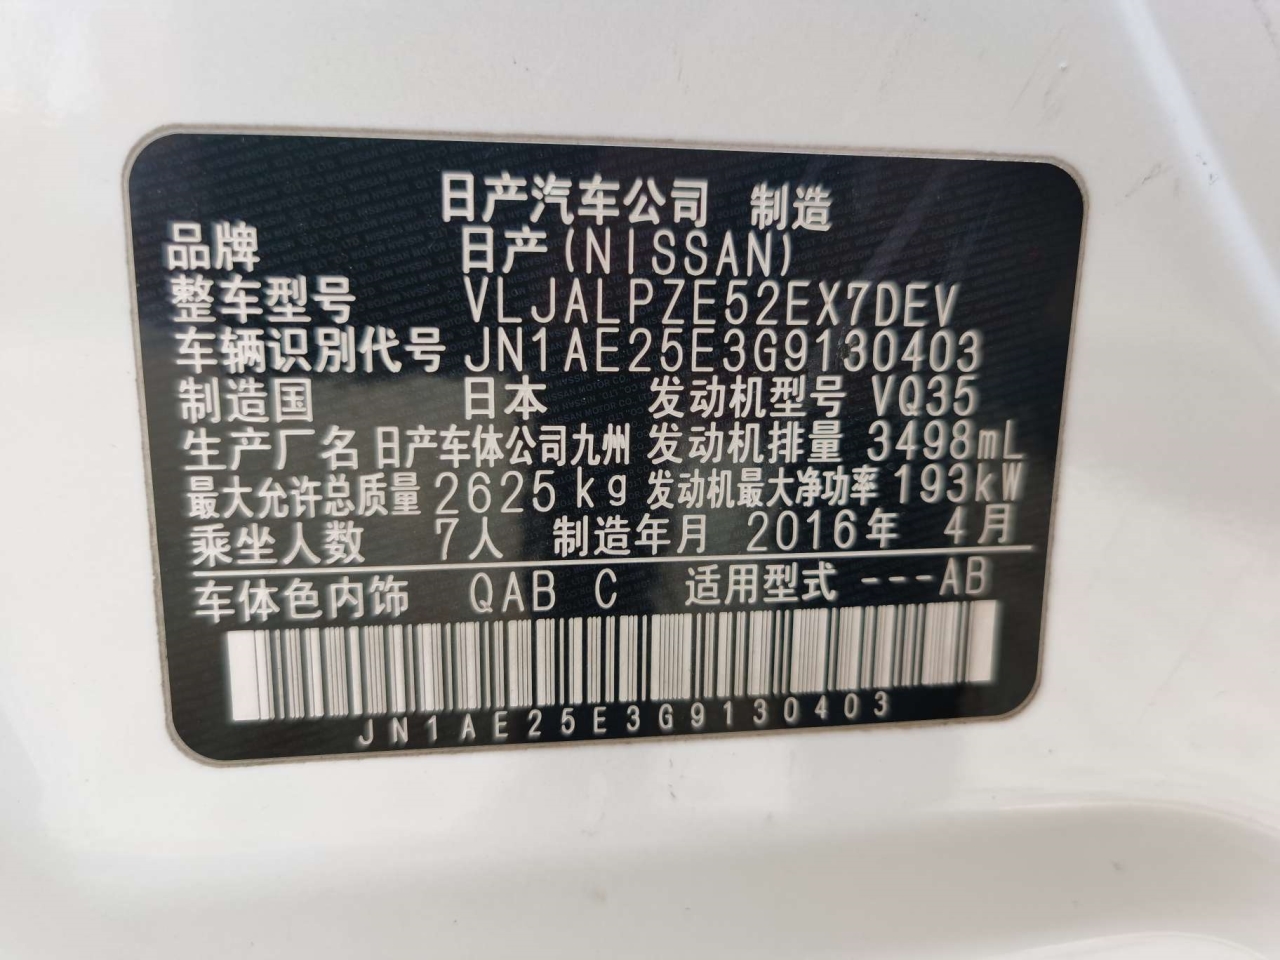 日产汽车公司 制造
品牌 日产(NISSAN)
整车型号 VLJALPZE52EX7DEV
车辆识别代号 JN1AE25E3G9130403
制造国 日本 发动机型号 VQ35
生产厂名 日产车体公司九州 发动机排量 3498mL
最大允许总质量 2625kg 发动机最大净功率 193kW
乘坐人数 7人 制造年月 2016年 4月
车体色内饰 QAB C 适用型式 ---AB
JN1AE25E3G9130403